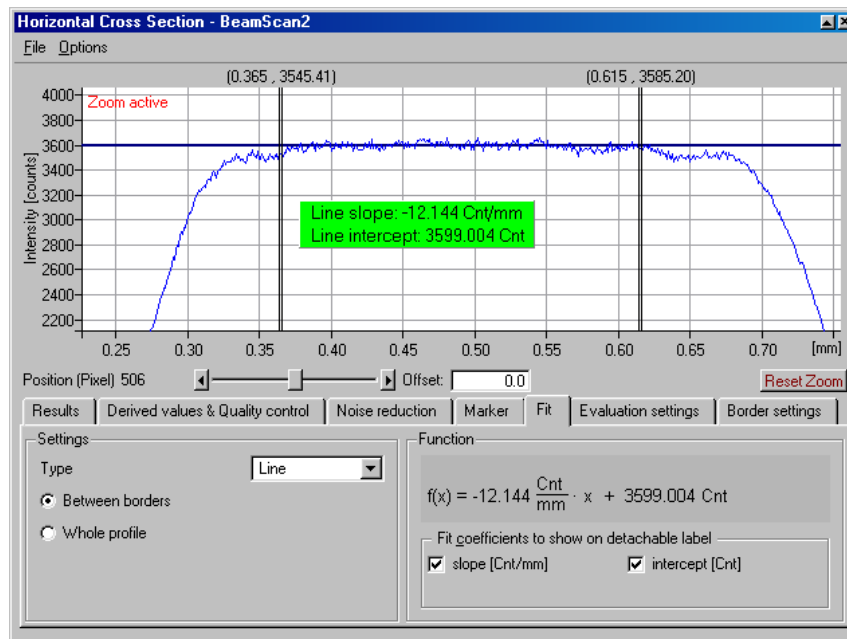 Horizontal Cross Section - BeamScan2
File Options
(0.365 , 3545.41) (0.615 , 3585.20)
Zoom active
4000
3800
3600
3400
3200
3000
2800
2600
2400
2200
Intensity [counts]
Line slope: -12.144 Cnt/mm
Line intercept: 3599.004 Cnt
0.25 0.30 0.35 0.40 0.45 0.50 0.55 0.60 0.65 0.70 [mm]
Position (Pixel) 506 Offset: 0.0 Reset Zoom
Results Derived values & Quality control Noise reduction Marker Fit Evaluation settings Border settings
Settings
Type Line
Between borders
Whole profile
Function
f(x) = -12.144 Cnt/mm · x + 3599.004 Cnt
Fit coefficients to show on detachable label
slope [Cnt/mm] intercept [Cnt]